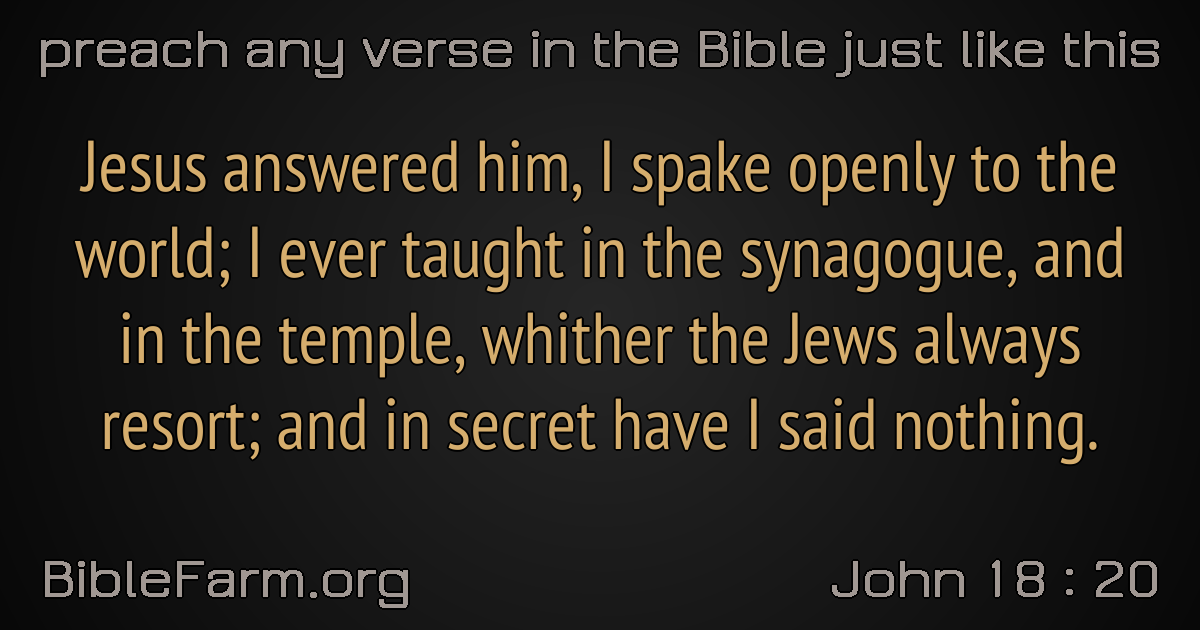 preach any verse in the Bible just like this
Jesus answered him, I spake openly to the
world; I ever taught in the synagogue, and
in the temple, whither the Jews always
resort; and in secret have I said nothing.
BibleFarm.org
John 18 : 20